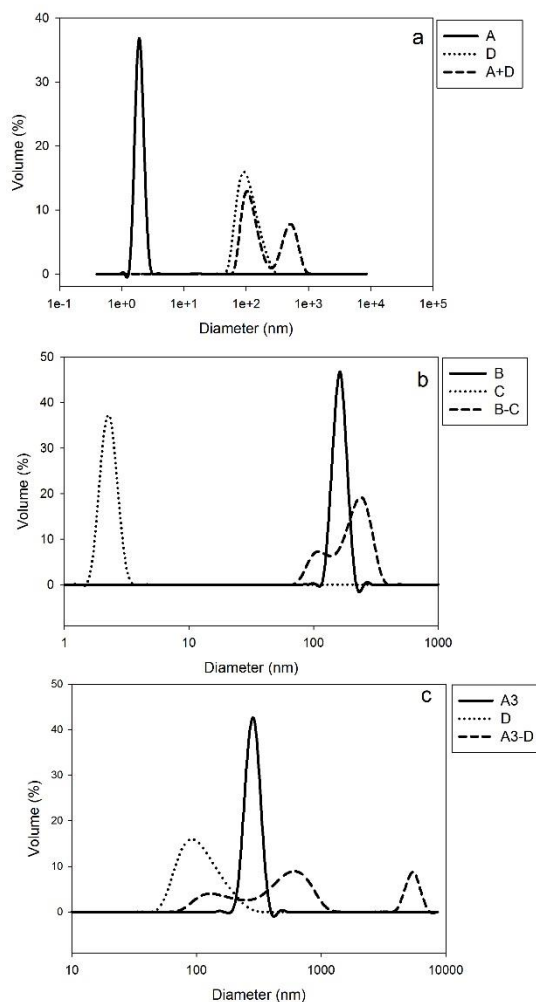 a
A
D
A+D
Volume (%)
40
30
20
10
0
1e-1 1e+0 1e+1 1e+2 1e+3 1e+4 1e+5
Diameter (nm)
b
B
C
B-C
Volume (%)
50
40
30
20
10
0
1 10 100 1000
Diameter (nm)
c
A3
D
A3-D
Volume (%)
50
40
30
20
10
0
10 100 1000 10000
Diameter (nm)